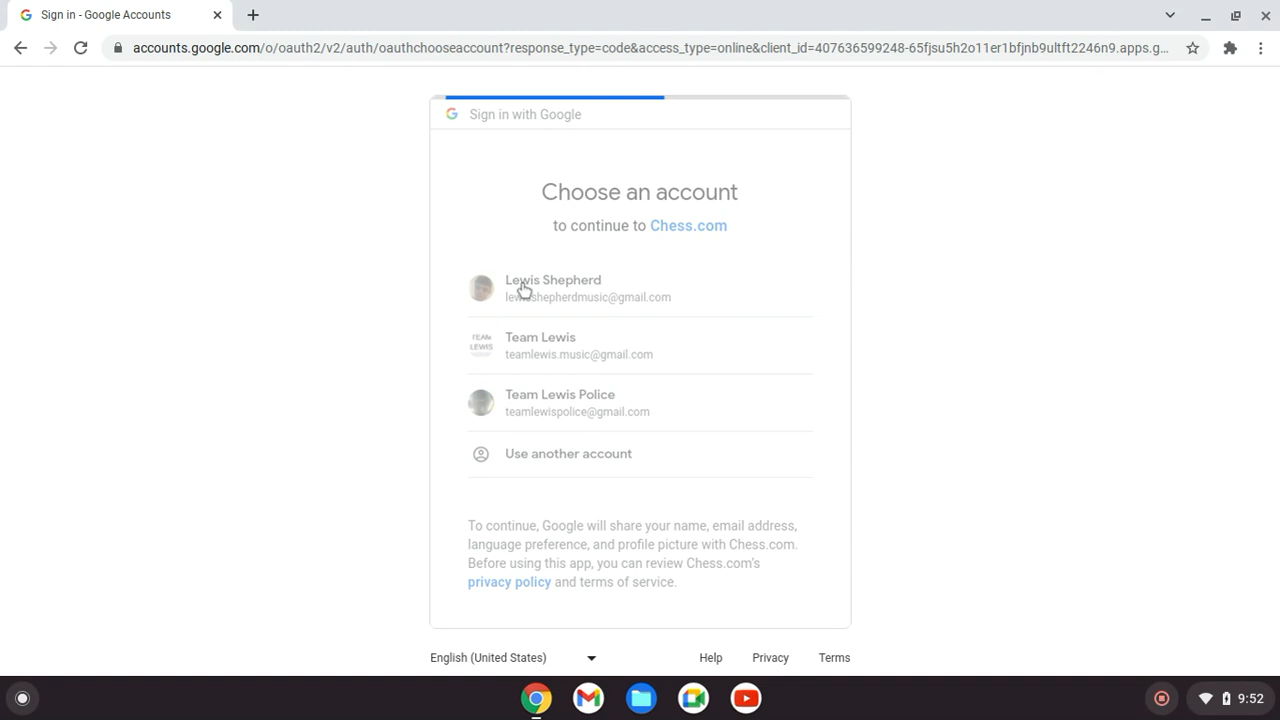 Sign in - Google Accounts
accounts.google.com/o/oauth2/v2/auth/oauthchooseaccount?response_type=code&access_type=online&client_id=407636599248-65fjsu5h2o11er1bfjnb9ultft2246n9.apps.g...
Sign in with Google
Choose an account
to continue to Chess.com
Lewis Shepherd
lewisshepherdmusic@gmail.com
TEAM
LEWIS
Team Lewis
teamlewis.music@gmail.com
Team Lewis Police
teamlewispolice@gmail.com
Use another account
To continue, Google will share your name, email address,
language preference, and profile picture with Chess.com.
Before using this app, you can review Chess.com's
privacy policy and terms of service.
English (United States)
Help
Privacy
Terms
9:52